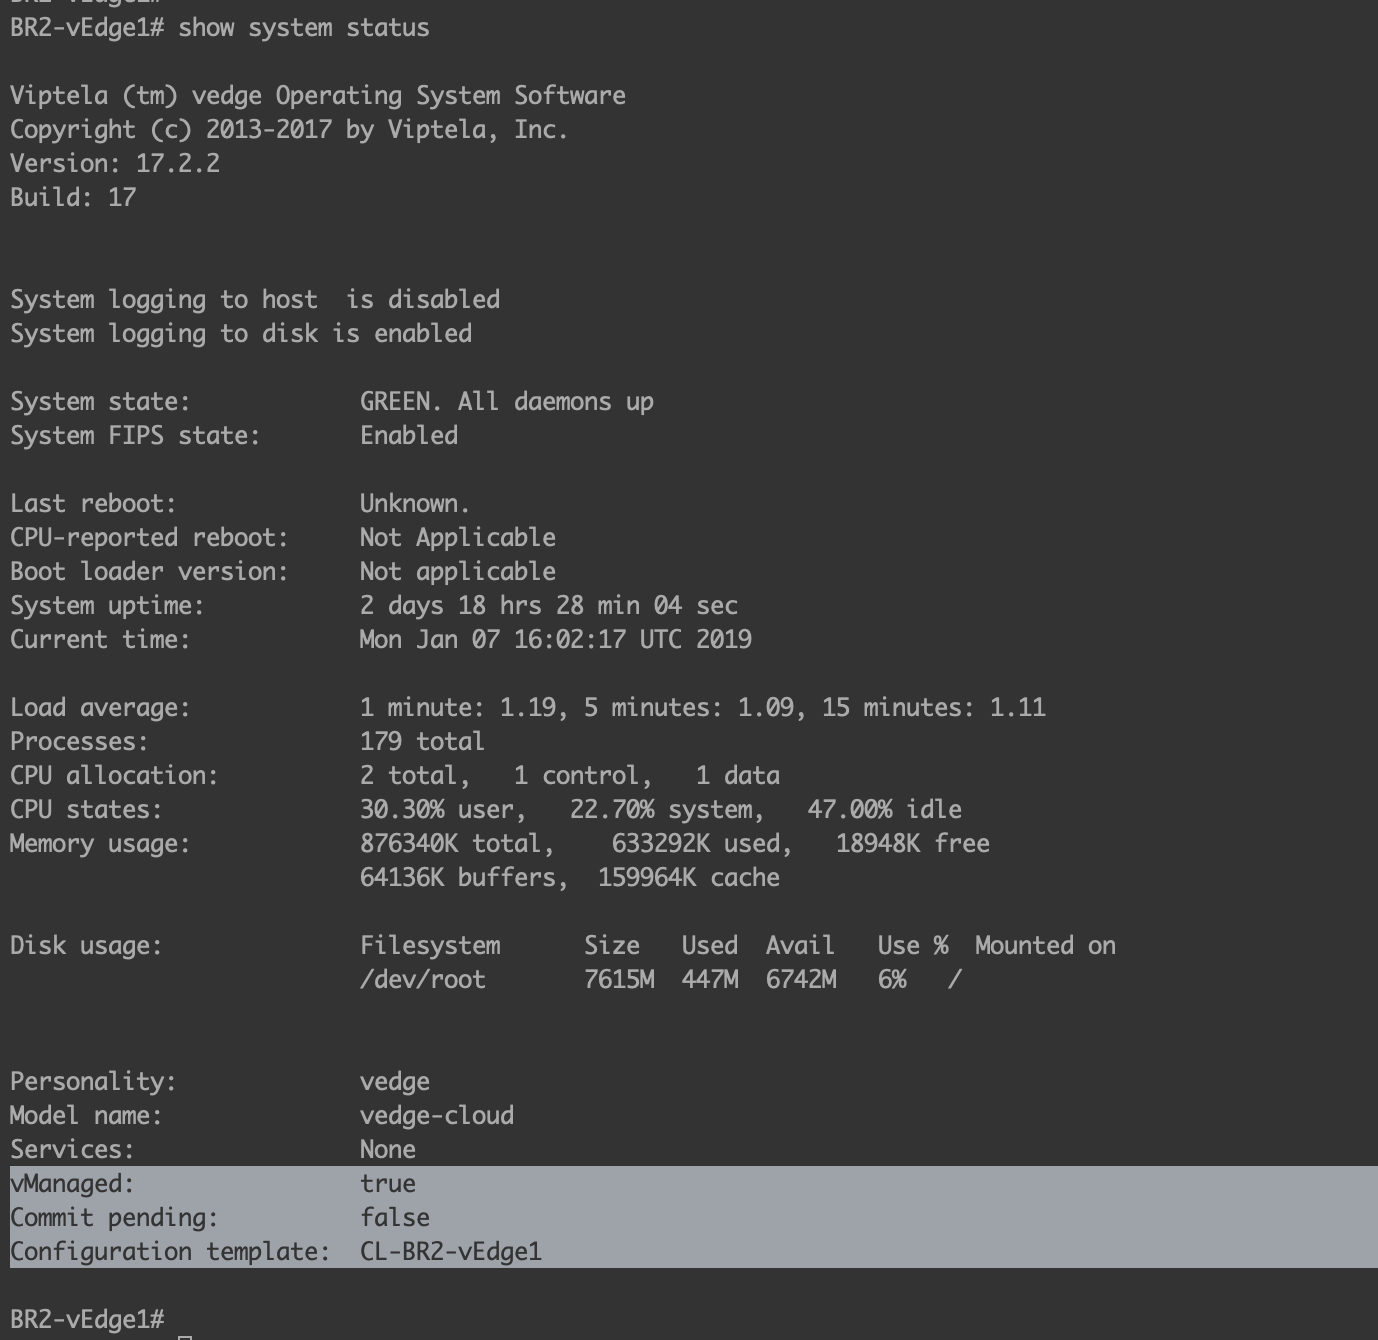 BR2-vEdge1#
BR2-vEdge1# show system status
Viptela (tm) vedge Operating System Software
Copyright (c) 2013-2017 by Viptela, Inc.
Version: 17.2.2
Build: 17
System logging to host  is disabled
System logging to disk is enabled
System state:            GREEN. All daemons up
System FIPS state:       Enabled
Last reboot:             Unknown.
CPU-reported reboot:     Not Applicable
Boot loader version:     Not applicable
System uptime:           2 days 18 hrs 28 min 04 sec
Current time:            Mon Jan 07 16:02:17 UTC 2019
Load average:            1 minute: 1.19, 5 minutes: 1.09, 15 minutes: 1.11
Processes:               179 total
CPU allocation:          2 total,   1 control,   1 data
CPU states:              30.30% user,   22.70% system,   47.00% idle
Memory usage:            876340K total,    633292K used,   18948K free
                         64136K buffers,  159964K cache
Disk usage:              Filesystem      Size   Used  Avail   Use %  Mounted on
                         /dev/root       7615M  447M  6742M   6%   /
Personality:             vedge
Model name:              vedge-cloud
Services:                None
vManaged:                true
Commit pending:          false
Configuration template:  CL-BR2-vEdge1
BR2-vEdge1#